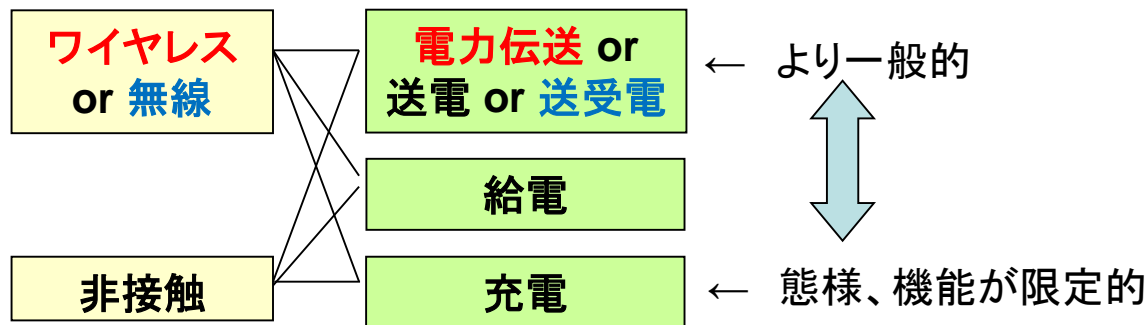 ワイヤレス
or 無線
電力伝送 or
送電 or 送受電
← より一般的
給電
非接触
充電
← 態様、機能が限定的